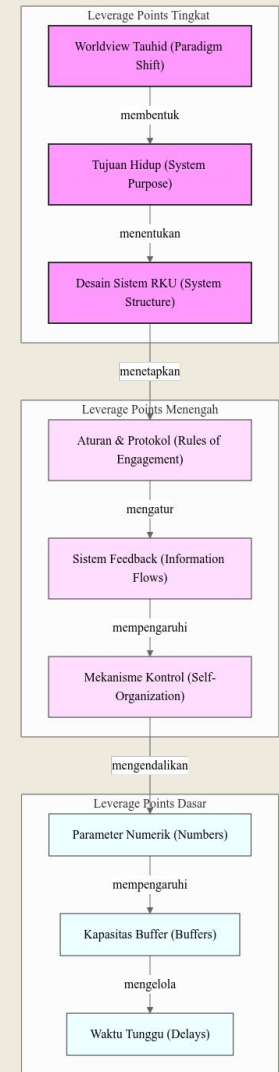 Leverage Points Tingkat
Worldview Tauhid (Paradigm
Shift)
membentuk
Tujuan Hidup (System
Purpose)
menentukan
Desain Sistem RKU (System
Structure)
menetapkan
Leverage Points Menengah
Aturan & Protokol (Rules of
Engagement)
mengatur
Sistem Feedback (Information
Flows)
mempengaruhi
Mekanisme Kontrol (Self-
Organization)
mengendalikan
Leverage Points Dasar
Parameter Numerik (Numbers)
mempengaruhi
Kapasitas Buffer (Buffers)
mengelola
Waktu Tunggu (Delays)